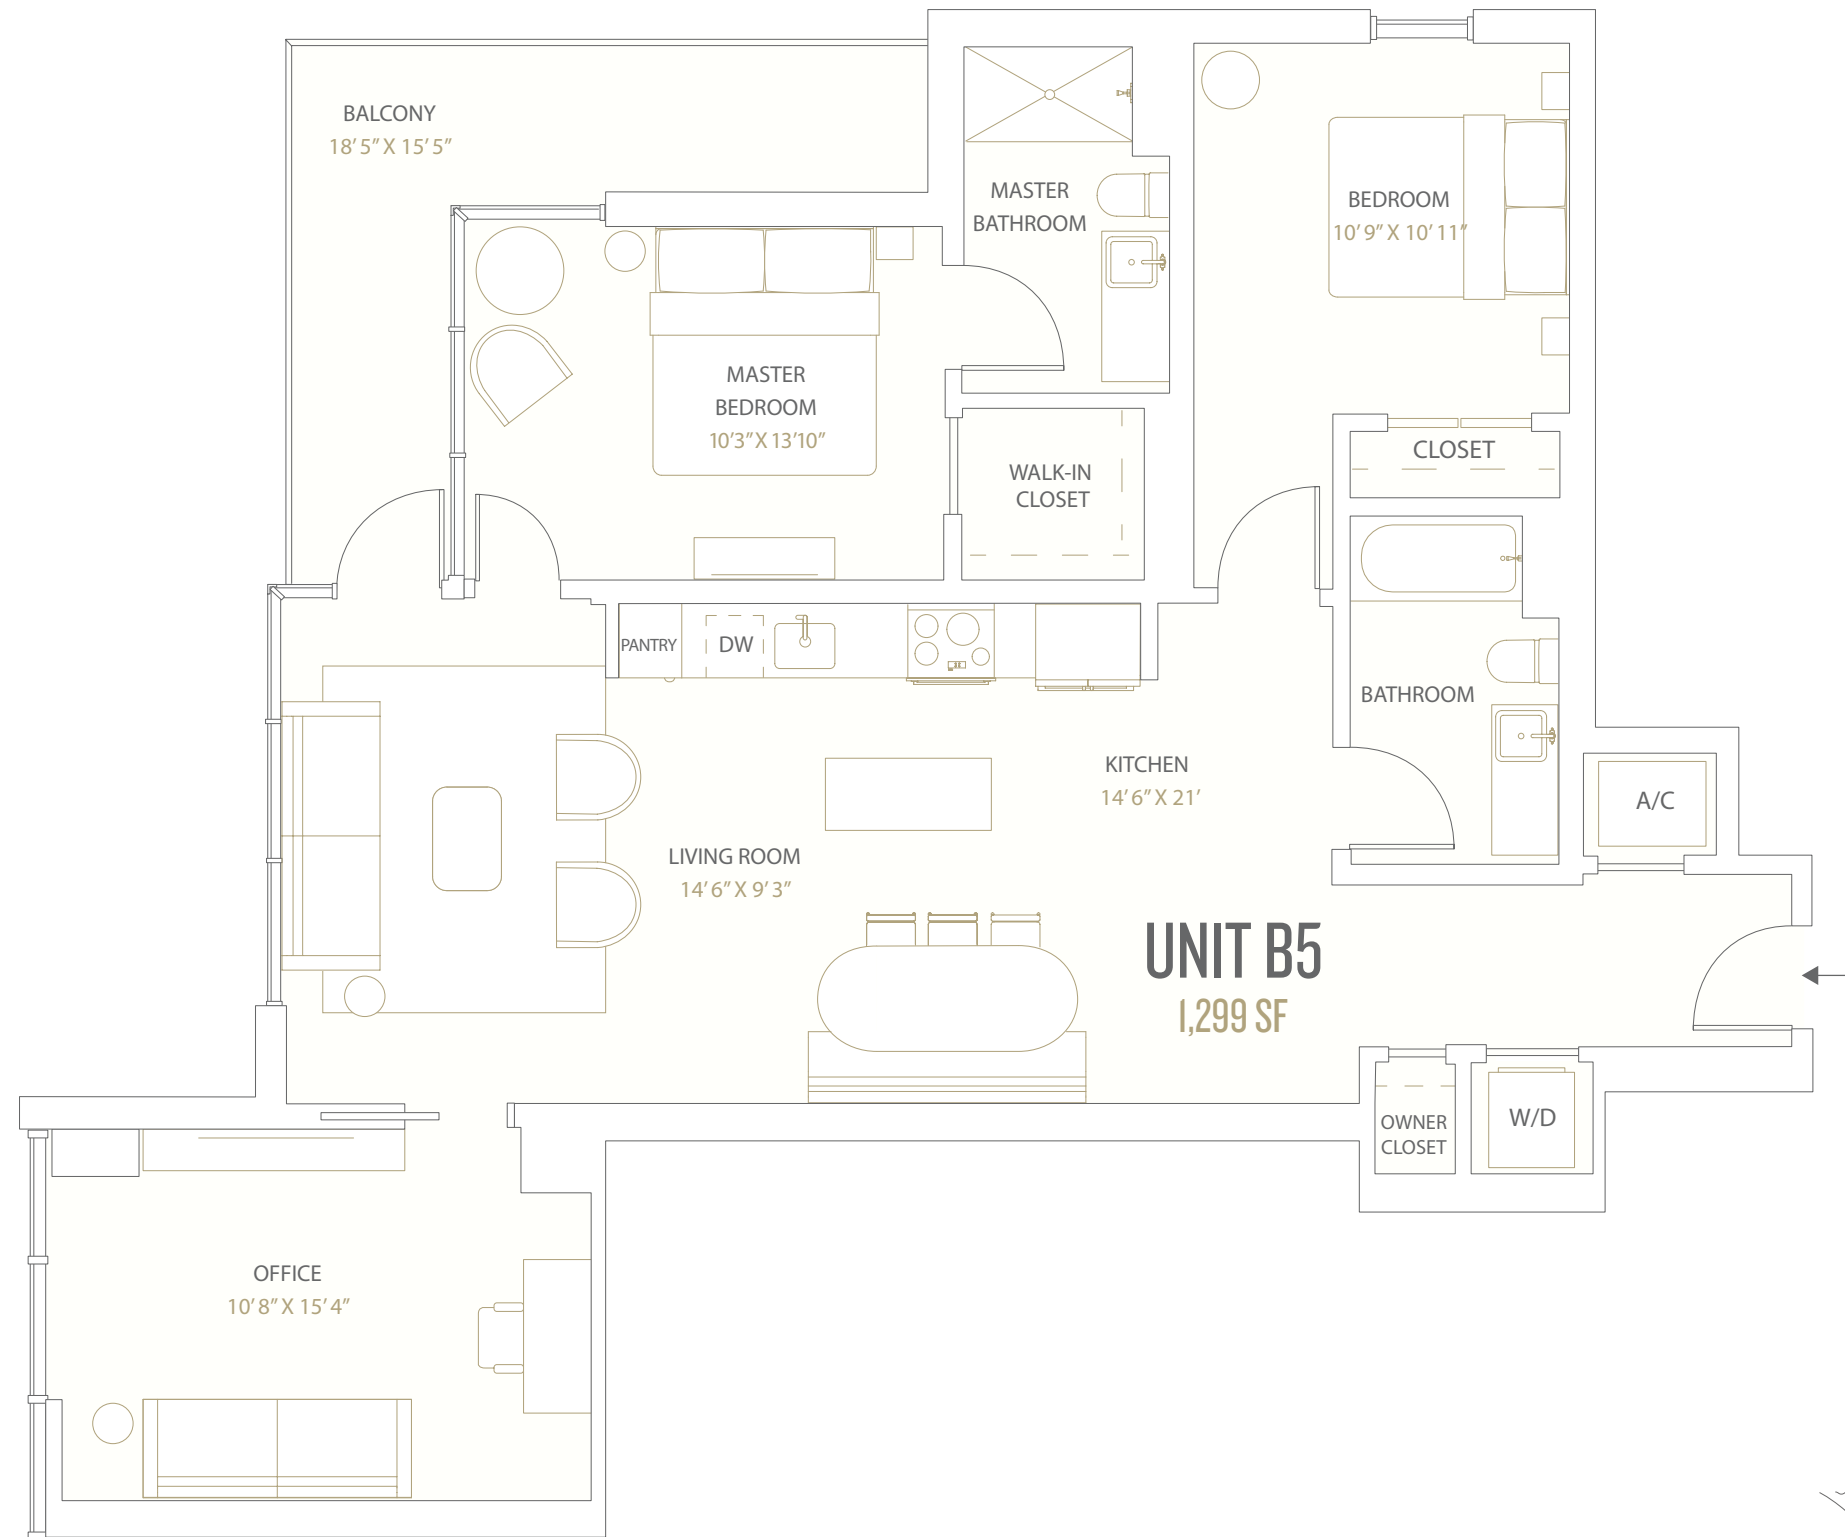 BALCONY
18'5" X 15'5"
MASTER
BATHROOM
BEDROOM
10'9" X 10'11"
MASTER
BEDROOM
10'3" X 13'10"
WALK-IN
CLOSET
CLOSET
PANTRY
DW
BATHROOM
KITCHEN
14'6" X 21'
A/C
LIVING ROOM
14'6" X 9'3"
UNIT B5
1,299 SF
OWNER
CLOSET
W/D
OFFICE
10'8" X 15'4"